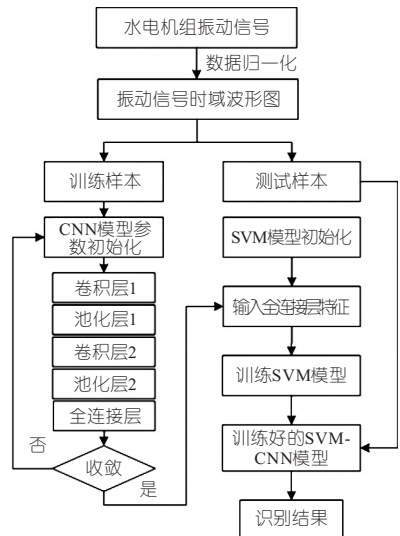 水电机组振动信号
数据归一化
振动信号时域波形图
训练样本
测试样本
CNN模型参
数初始化
SVM模型初始化
卷积层1
池化层1
卷积层2
池化层2
全连接层
输入全连接层特征
训练SVM模型
否
收敛
是
训练好的SVM-
CNN模型
识别结果